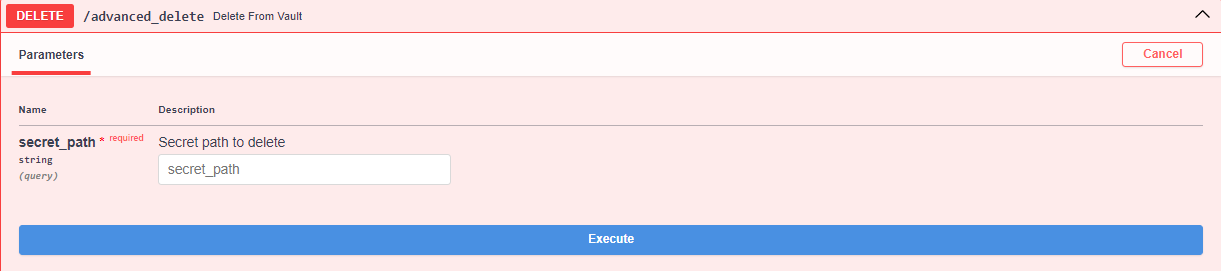 DELETE /advanced_delete Delete From Vault
Parameters Cancel
Name Description
secret_path * required Secret path to delete
string secret_path
(query)
Execute